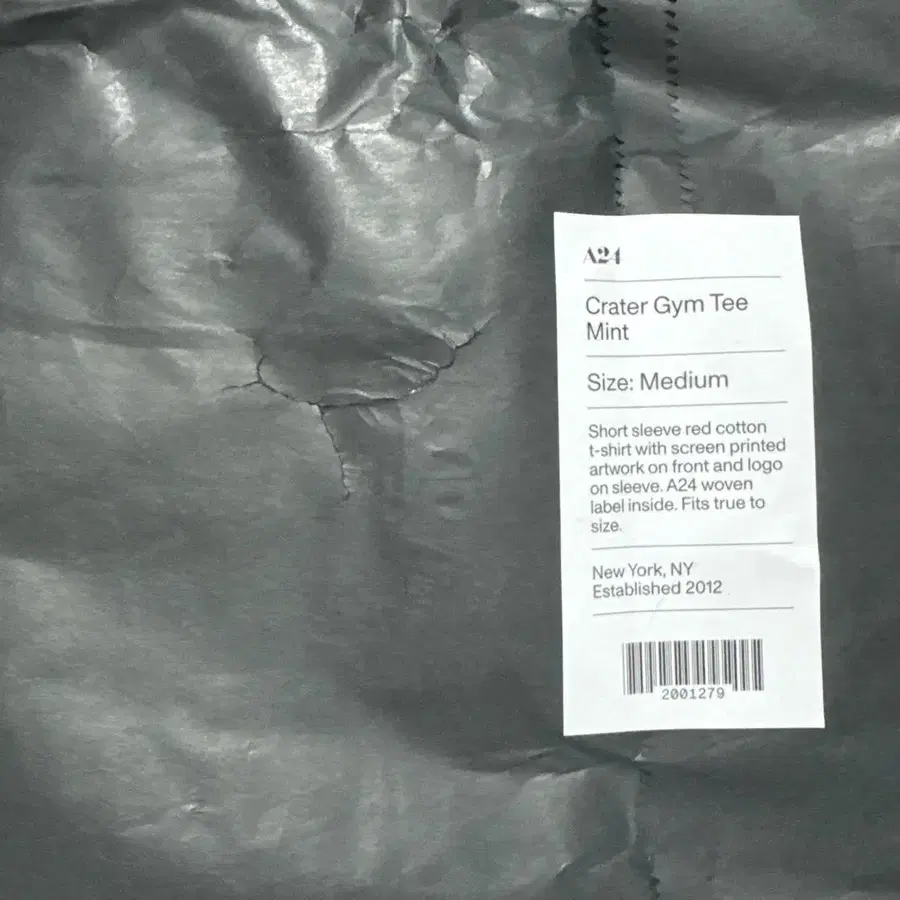 A24
Crater Gym Tee
Mint
Size: Medium
Short sleeve red cotton
t-shirt with screen printed
artwork on front and logo
on sleeve. A24 woven
label inside. Fits true to
size.
New York, NY
Established 2012
2001279